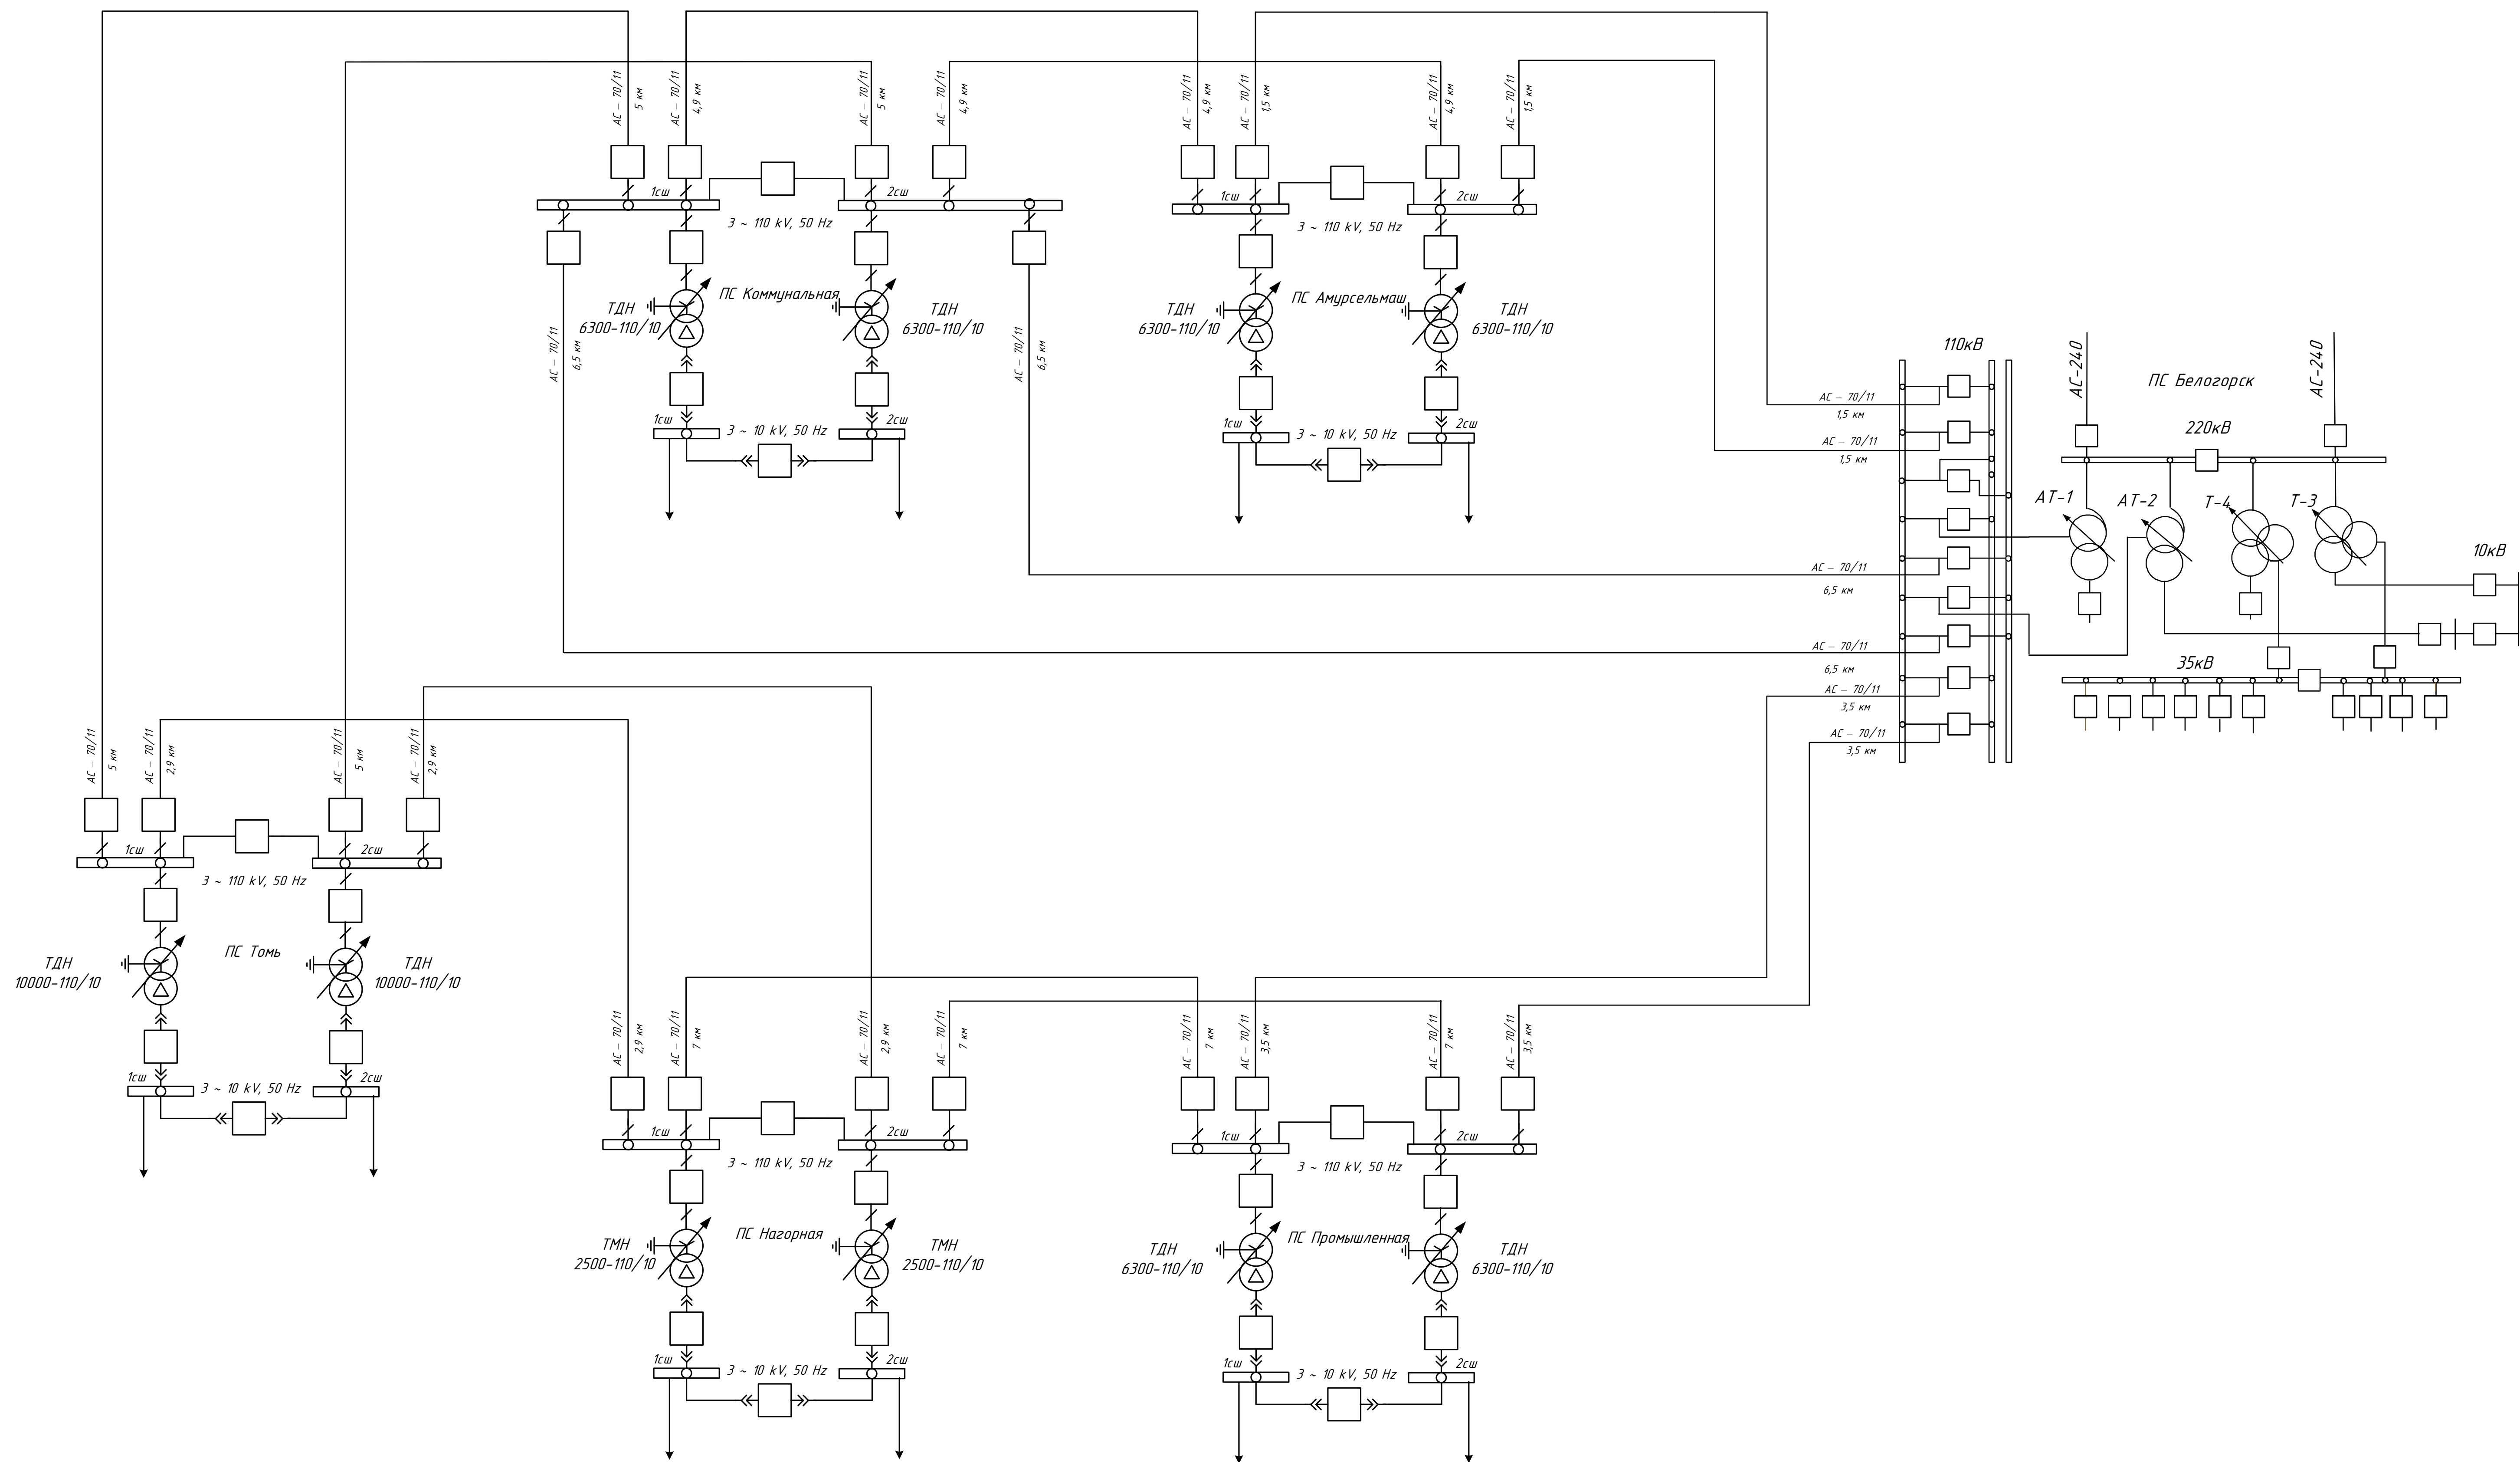 АС – 70/11
5 км
АС – 70/11
4,9 км
АС – 70/11
5 км
АС – 70/11
4,9 км
АС – 70/11
4,9 км
АС – 70/11
1,5 км
АС – 70/11
4,9 км
АС – 70/11
1,5 км
1сш
2сш
3 ~ 110 kV, 50 Hz
1сш
2сш
3 ~ 110 kV, 50 Hz
ПС Коммунальная
ТДН
6300-110/10
ТДН
6300-110/10
АС – 70/11
6,5 км
АС – 70/11
6,5 км
1сш
3 ~ 10 kV, 50 Hz
2сш
ПС Амурсельмаш
ТДН
6300-110/10
ТДН
6300-110/10
1сш
3 ~ 10 kV, 50 Hz
2сш
110кВ
АС – 70/11
1,5 км
АС – 70/11
1,5 км
АС – 70/11
6,5 км
АС – 70/11
6,5 км
АС – 70/11
3,5 км
АС – 70/11
3,5 км
АС-240
ПС Белогорск
АС-240
220кВ
АТ-1
АТ-2
Т-4
Т-3
10кВ
35кВ
АС – 70/11
5 км
АС – 70/11
2,9 км
АС – 70/11
5 км
АС – 70/11
2,9 км
1сш
2сш
3 ~ 110 kV, 50 Hz
ПС Томь
ТДН
10000-110/10
ТДН
10000-110/10
1сш
3 ~ 10 kV, 50 Hz
2сш
АС – 70/11
2,9 км
АС – 70/11
7 км
АС – 70/11
2,9 км
АС – 70/11
7 км
1сш
2сш
3 ~ 110 kV, 50 Hz
ПС Нагорная
ТМН
2500-110/10
ТМН
2500-110/10
1сш
3 ~ 10 kV, 50 Hz
2сш
АС – 70/11
7 км
АС – 70/11
3,5 км
АС – 70/11
7 км
АС – 70/11
3,5 км
1сш
2сш
3 ~ 110 kV, 50 Hz
ПС Промышленная
ТДН
6300-110/10
ТДН
6300-110/10
1сш
3 ~ 10 kV, 50 Hz
2сш